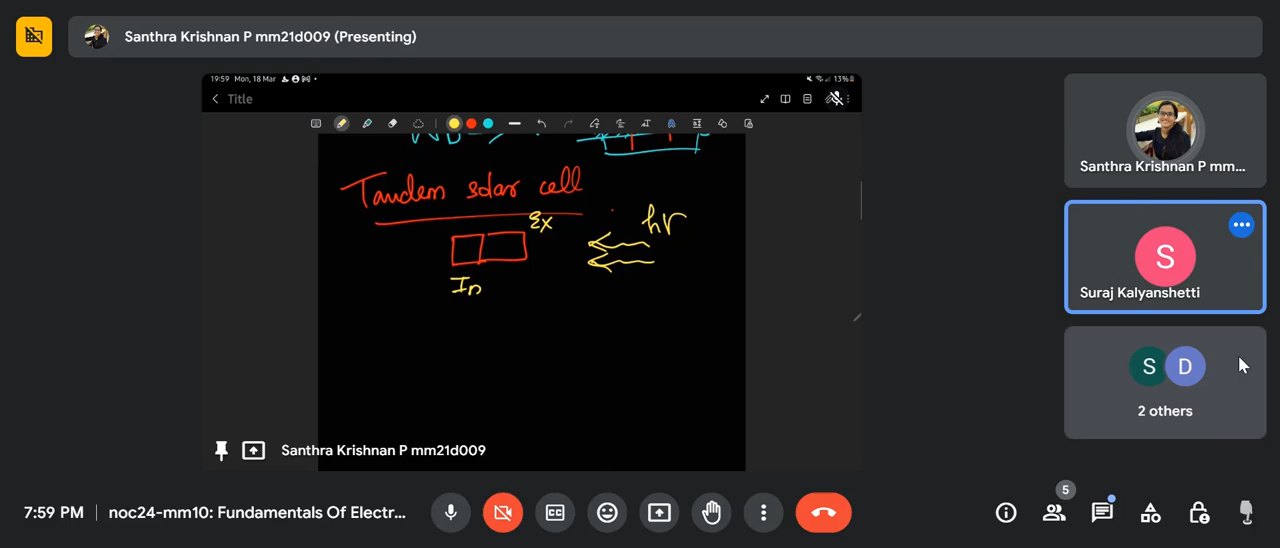 Santhra Krishnan P mm21d009 (Presenting)
19:59 Mon, 18 Mar
13%
Title
Tandem solar cell
Ex
hν
In
Santhra Krishnan P mm21d009
Santhra Krishnan P mm...
S
Suraj Kalyanshetti
S D
2 others
7:59 PM | noc24-mm10: Fundamentals Of Electr...
5